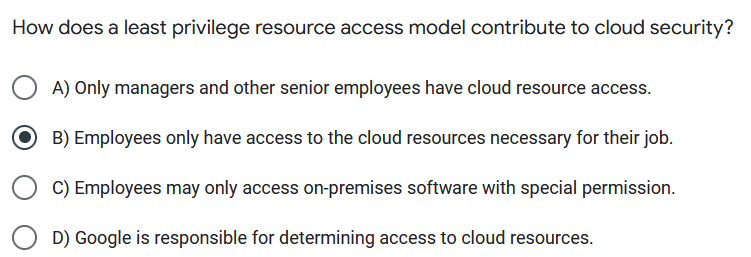 How does a least privilege resource access model contribute to cloud security?
A) Only managers and other senior employees have cloud resource access.
B) Employees only have access to the cloud resources necessary for their job.
C) Employees may only access on-premises software with special permission.
D) Google is responsible for determining access to cloud resources.